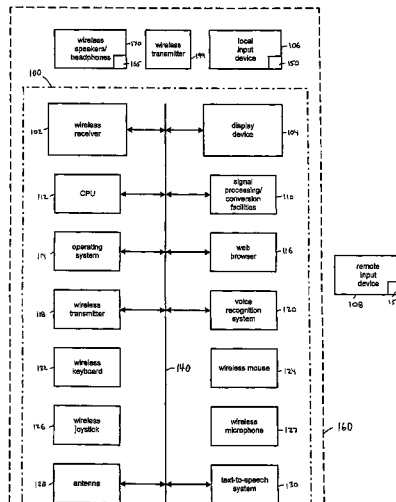 wireless speakers/ headphones
170
165
wireless transmitter
199
local input device
106
150
100
wireless receiver
102
display device
104
CPU
112
signal processing/ conversion facilities
110
operating system
114
web browser
116
wireless transmitter
118
voice recognition system
120
remote input device
108
wireless keyboard
122
wireless mouse
124
140
wireless joystick
126
wireless microphone
127
160
antenna
128
text-to-speech system
130